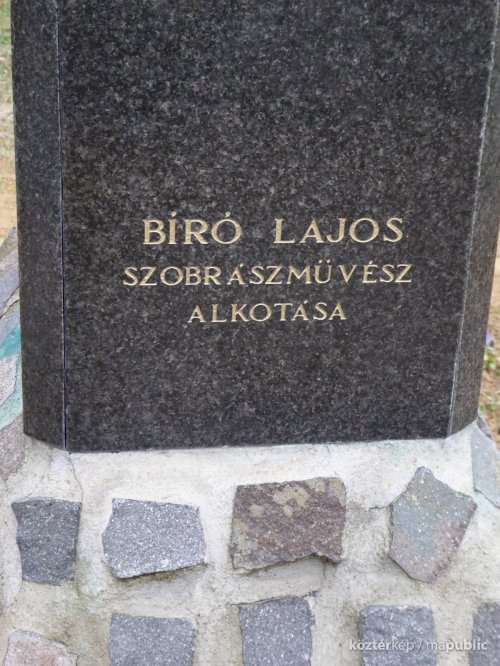 BÍRÓ LAJOS
SZOBRÁSZMŰVÉSZ
ALKOTÁSA
köztérkép / mapublic